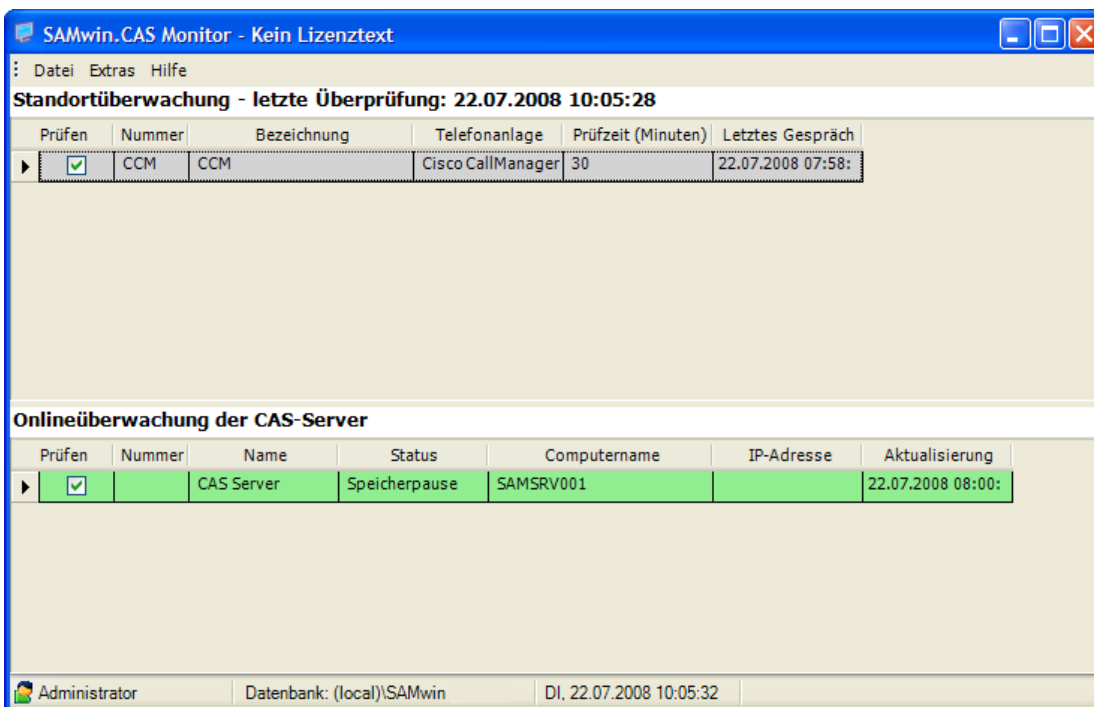 SAMwin.CAS Monitor - Kein Lizenztext
Datei Extras Hilfe
Standortüberwachung - letzte Überprüfung: 22.07.2008 10:05:28
Prüfen Nummer Bezeichnung Telefonanlage Prüfzeit (Minuten) Letztes Gespräch
CCM CCM Cisco CallManager 30 22.07.2008 07:58:
Onlineüberwachung der CAS-Server
Prüfen Nummer Name Status Computername IP-Adresse Aktualisierung
CAS Server Speicherpause SAMSRV001 22.07.2008 08:00:
Administrator Datenbank: (local)\SAMwin DI, 22.07.2008 10:05:32